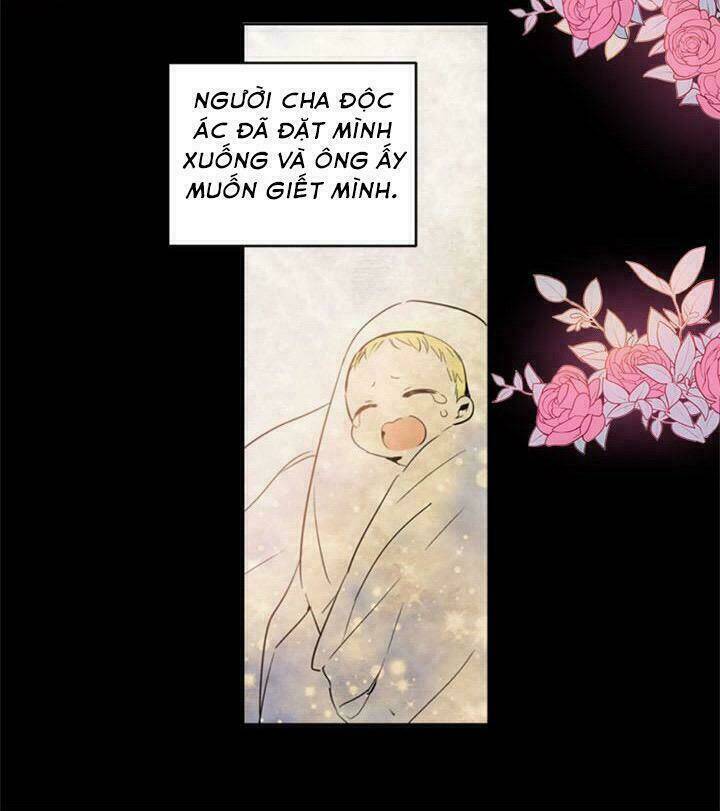 NGƯỜI CHA ĐỘC
ÁC ĐÃ ĐẶT MÌNH
XUỐNG VÀ ÔNG ẤY
MUỐN GIẾT MÌNH.